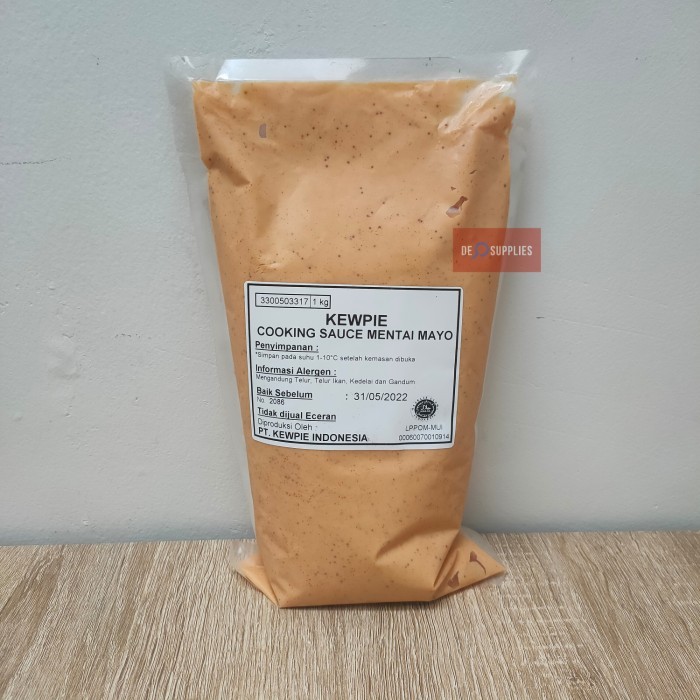 DE SUPPLIES
3300503317 1 kg
KEWPIE
COOKING SAUCE MENTAI MAYO
Penyimpanan :
*Simpan pada suhu 1-10°C setelah kemasan dibuka
Informasi Alergen :
Mengandung Telur, Telur Ikan, Kedelai dan Gandum
Baik Sebelum : 31/05/2022
No. 2086
Tidak dijual Eceran
Diproduksi Oleh :
PT. KEWPIE INDONESIA
LPPOM-MUI
00060070010914